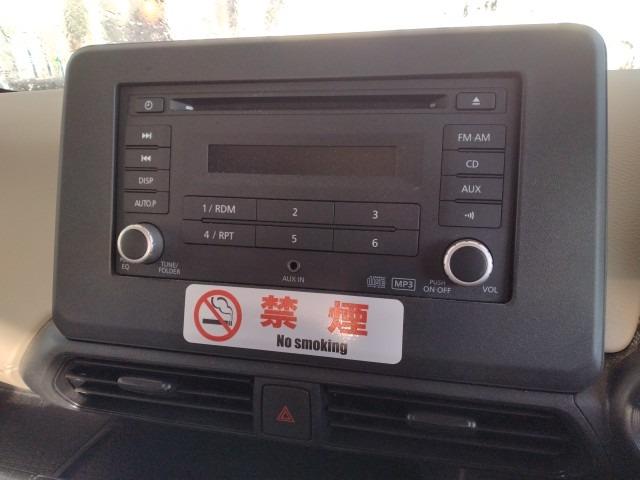 FM AM
DISP
CD
AUTO.P
AUX
1 / RDM
2
3
4 / RPT
5
6
EQ
TUNE/
FOLDER
AUX IN
MP3
PUSH
ON·OFF
VOL
禁煙
No smoking